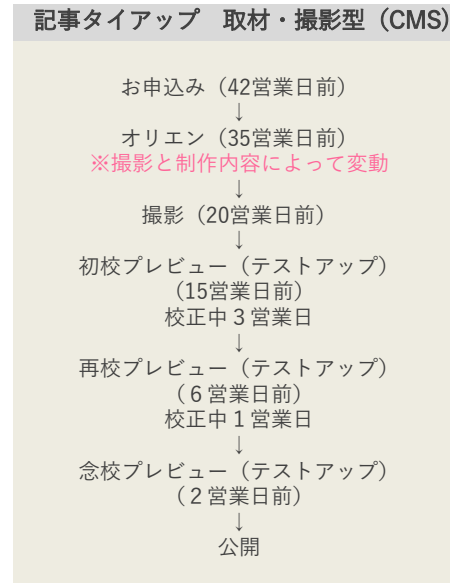 記事タイアップ　取材・撮影型（CMS）
お申込み（42営業日前）
↓
オリエン（35営業日前）
※撮影と制作内容によって変動
↓
撮影（20営業日前）
↓
初校プレビュー（テストアップ）
（15営業日前）
校正中３営業日
↓
再校プレビュー（テストアップ）
（６営業日前）
校正中１営業日
↓
念校プレビュー（テストアップ）
（２営業日前）
↓
公開